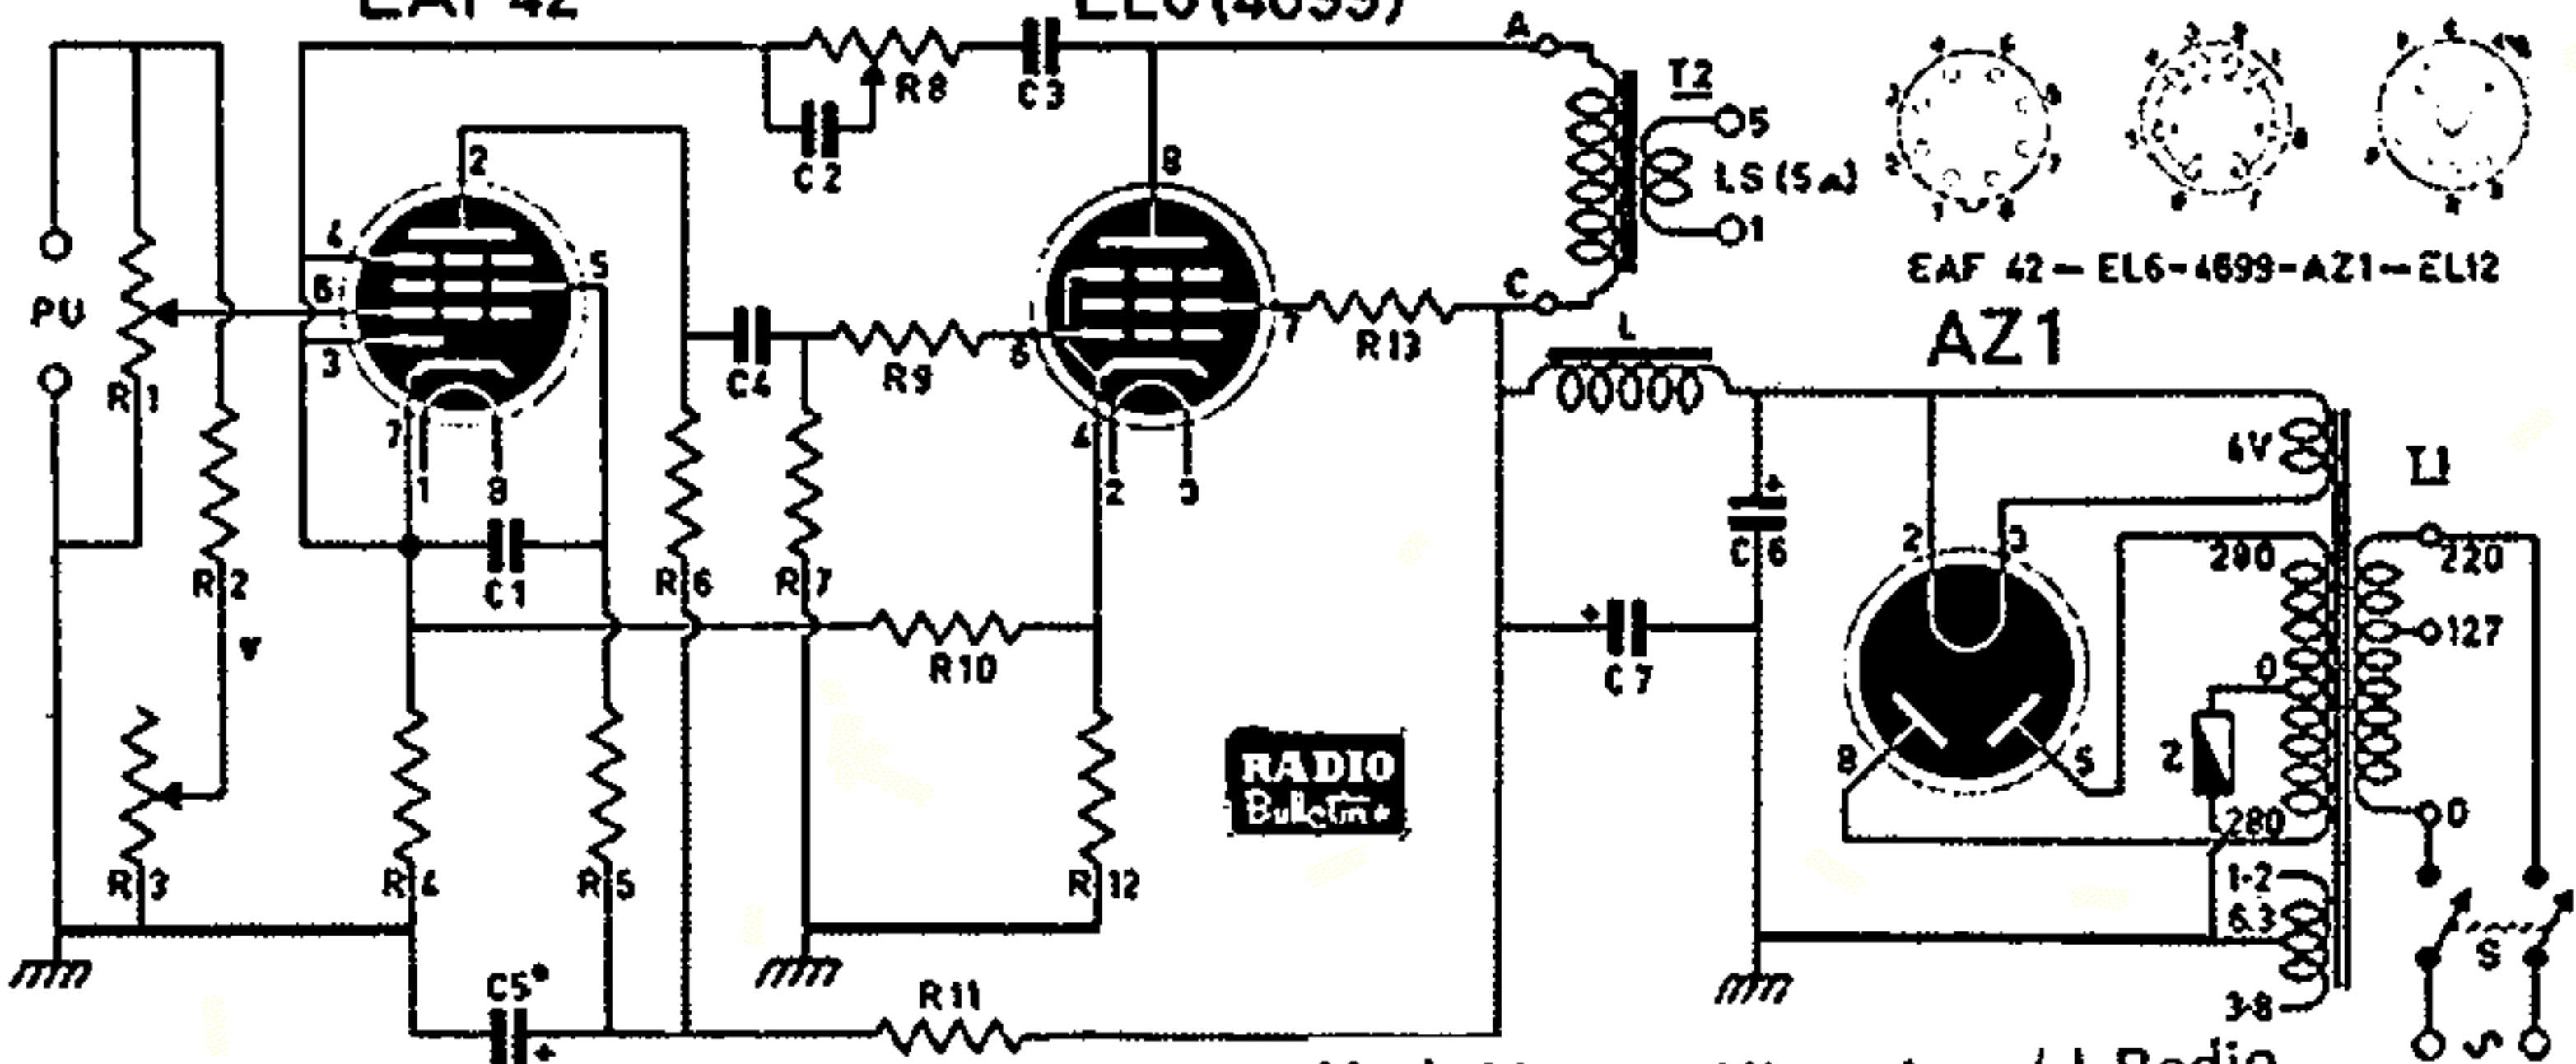 EAF 42
EL6 (4699)
A
T2
R8
C3
C2
5
LS (5Ω)
1
EAF 42 - EL6-4699-AZ1-EL12
AZ1
PU
2
8
4
6
3
5
C
R1
C4
R9
6
7
R13
L
7
1
8
4
2
3
C1
R2
R6
R7
V
R10
C6
+
C7
+
4V
T1
2
3
280
220
127
0
8
5
Z
280
0
RADIO
Bulletin
R3
R4
R5
R12
1-2
6.3
3-8
S
C5
+
R11
S